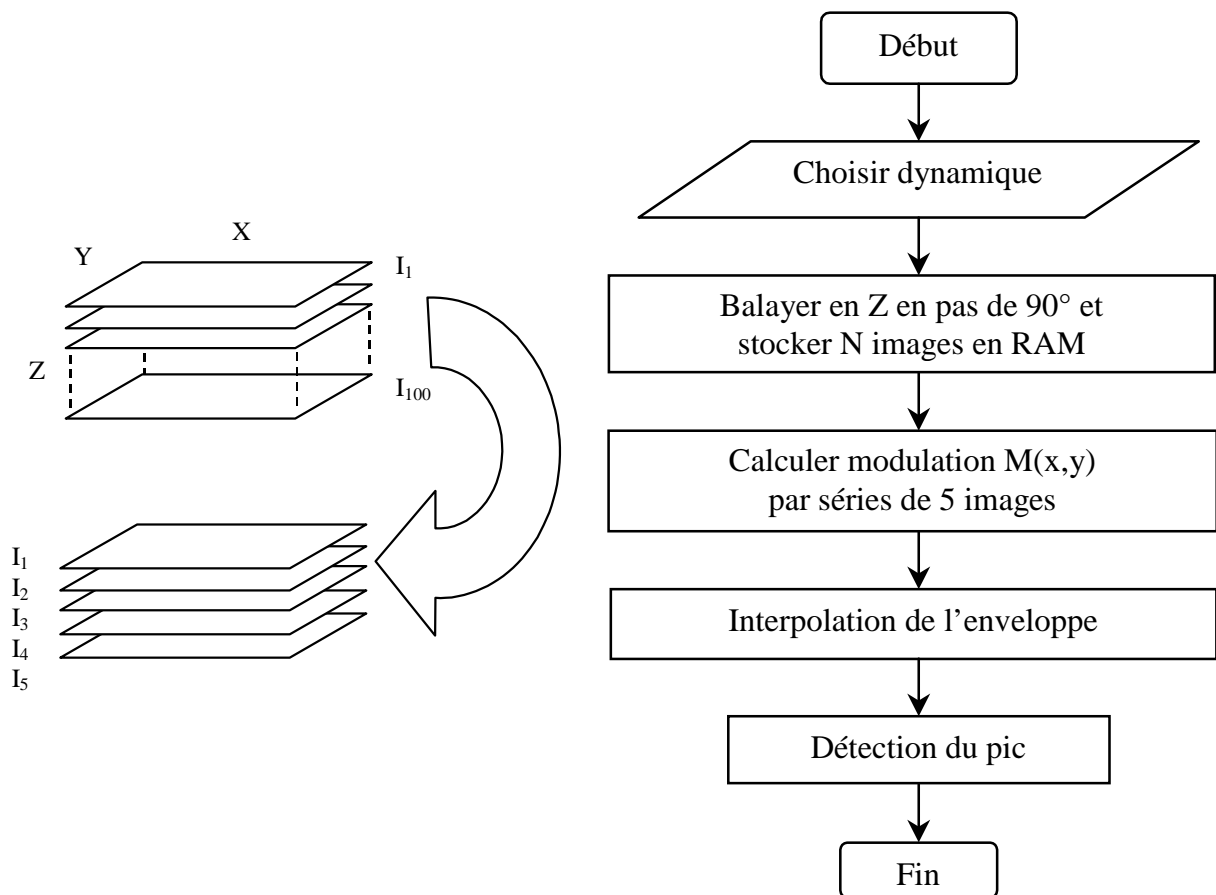 X
Y
I₁
Z
I₁₀₀
I₁
I₂
I₃
I₄
I₅
Début
Choisir dynamique
Balayer en Z en pas de 90° et
stocker N images en RAM
Calculer modulation M(x,y)
par séries de 5 images
Interpolation de l’enveloppe
Détection du pic
Fin